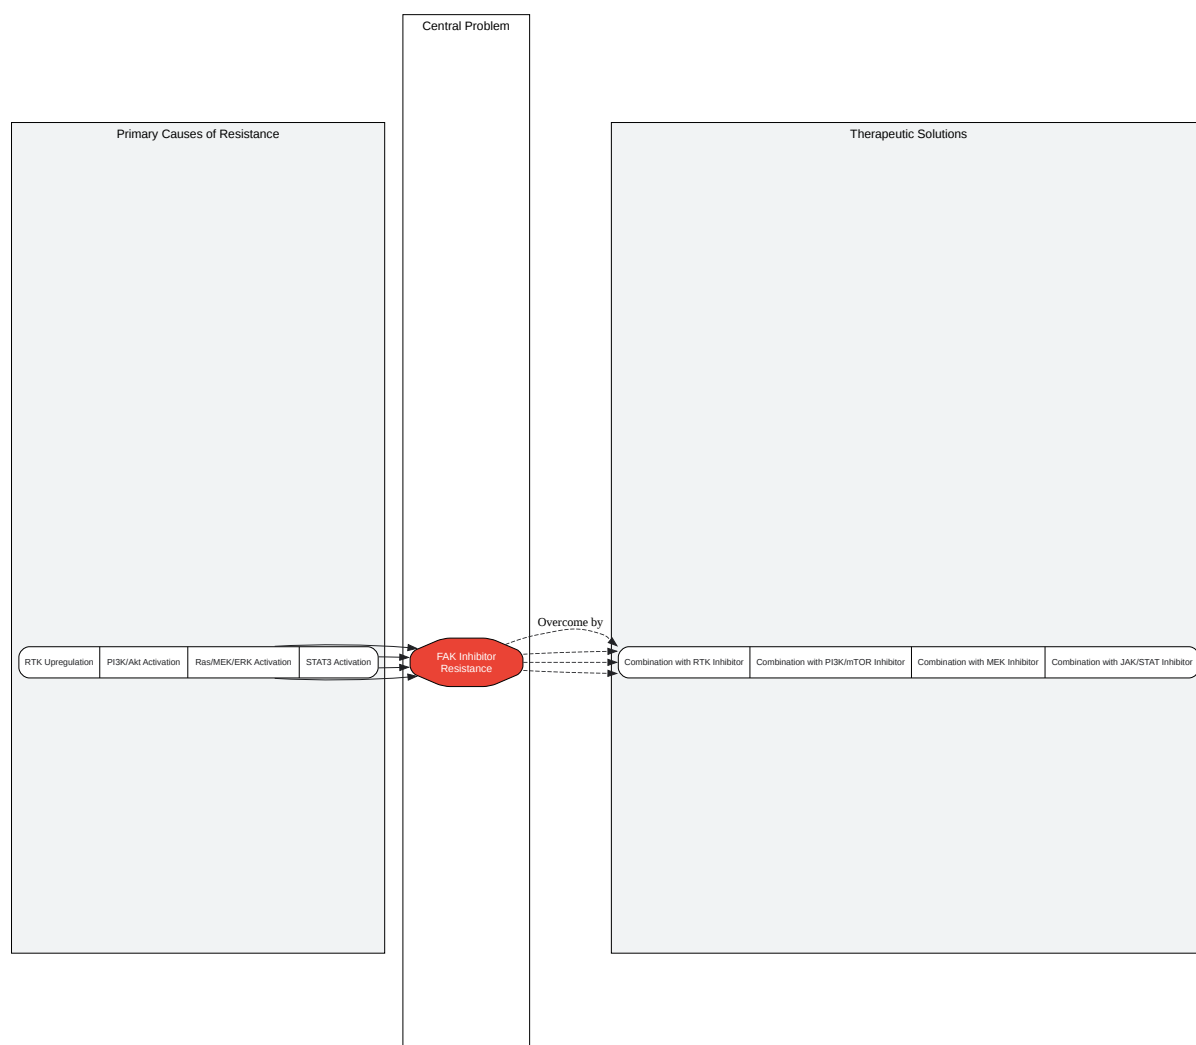 Central Problem
Primary Causes of Resistance
Therapeutic Solutions
Overcome by
RTK Upregulation
PI3K/Akt Activation
Ras/MEK/ERK Activation
STAT3 Activation
FAK Inhibitor
Resistance
Combination with RTK Inhibitor
Combination with PI3K/mTOR Inhibitor
Combination with MEK Inhibitor
Combination with JAK/STAT Inhibitor